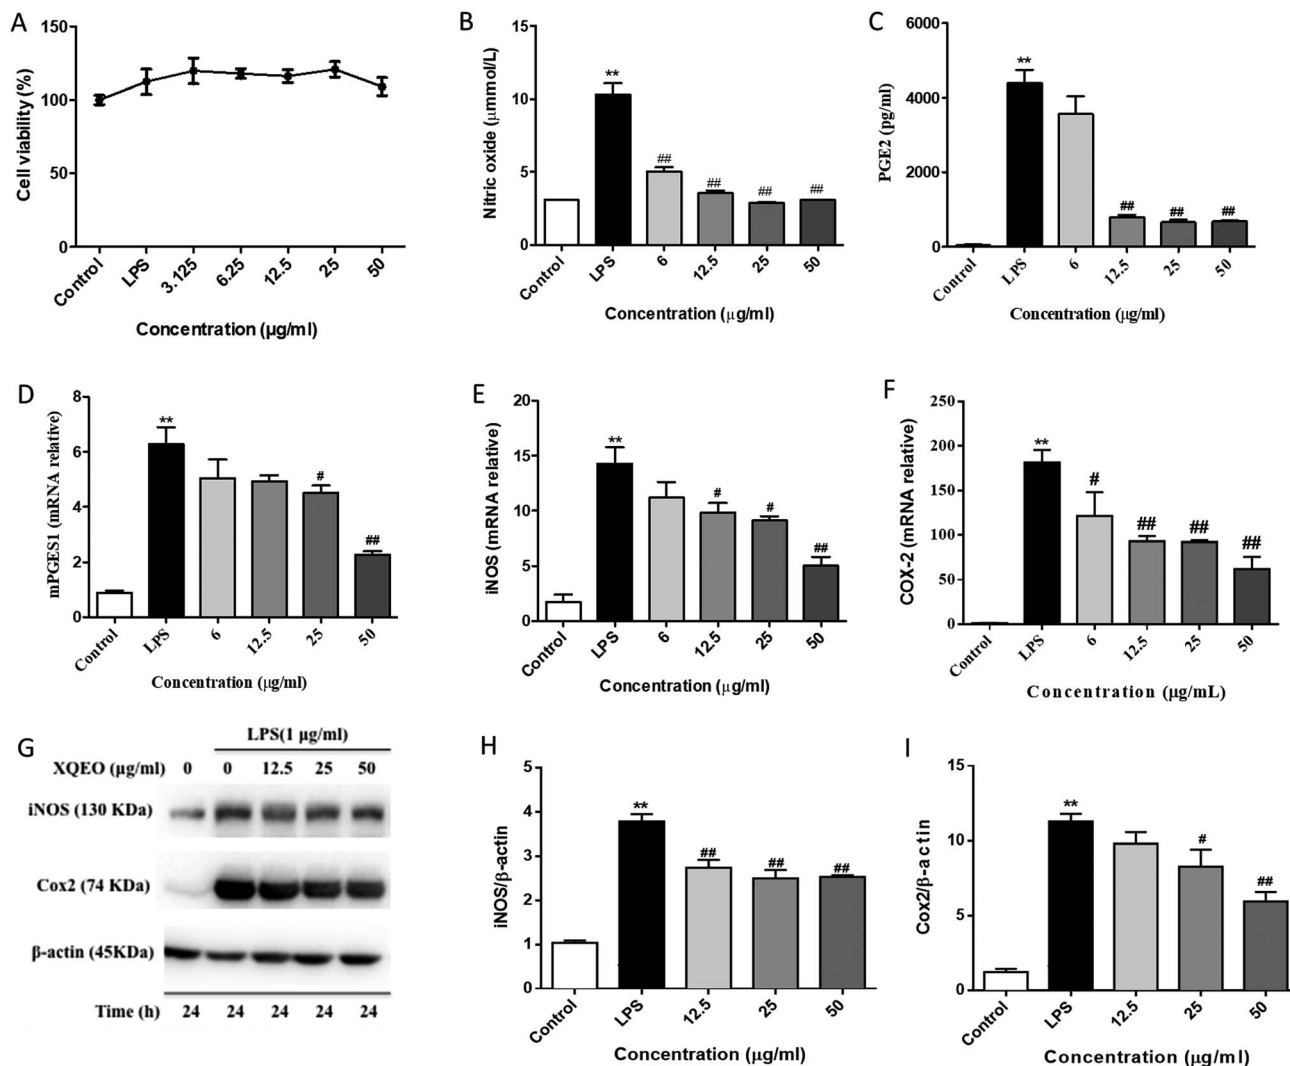 A
Cell viability (%)
150
100
50
0
Control LPS 3.125 6.25 12.5 25 50
Concentration (µg/ml)
B
Nitric oxide (µmmol/L)
15
10
5
0
**
## ## ## ##
Control LPS 6 12.5 25 50
Concentration (µg/ml)
C
PGE2 (pg/ml)
6000
4000
2000
0
**
## ## ##
Control LPS 6 12.5 25 50
Concentration (µg/ml)
D
mPGES1 (mRNA relative)
8
6
4
2
0
**
# ##
Control LPS 6 12.5 25 50
Concentration (µg/ml)
E
iNOS (mRNA relative)
20
15
10
5
0
**
# # ##
Control LPS 6 12.5 25 50
Concentration (µg/ml)
F
COX-2 (mRNA relative)
250
200
150
100
50
0
**
# ## ## ##
Control LPS 6 12.5 25 50
Concentration (µg/mL)
G
LPS(1 µg/ml)
XQEO (µg/ml) 0 0 12.5 25 50
iNOS (130 KDa)
Cox2 (74 KDa)
β-actin (45KDa)
Time (h) 24 24 24 24 24
H
iNOS/β-actin
5
4
3
2
1
0
**
## ## ##
Control LPS 12.5 25 50
Concentration (µg/ml)
I
Cox2/β-actin
15
10
5
0
**
# ##
Control LPS 12.5 25 50
Concentration (µg/ml)